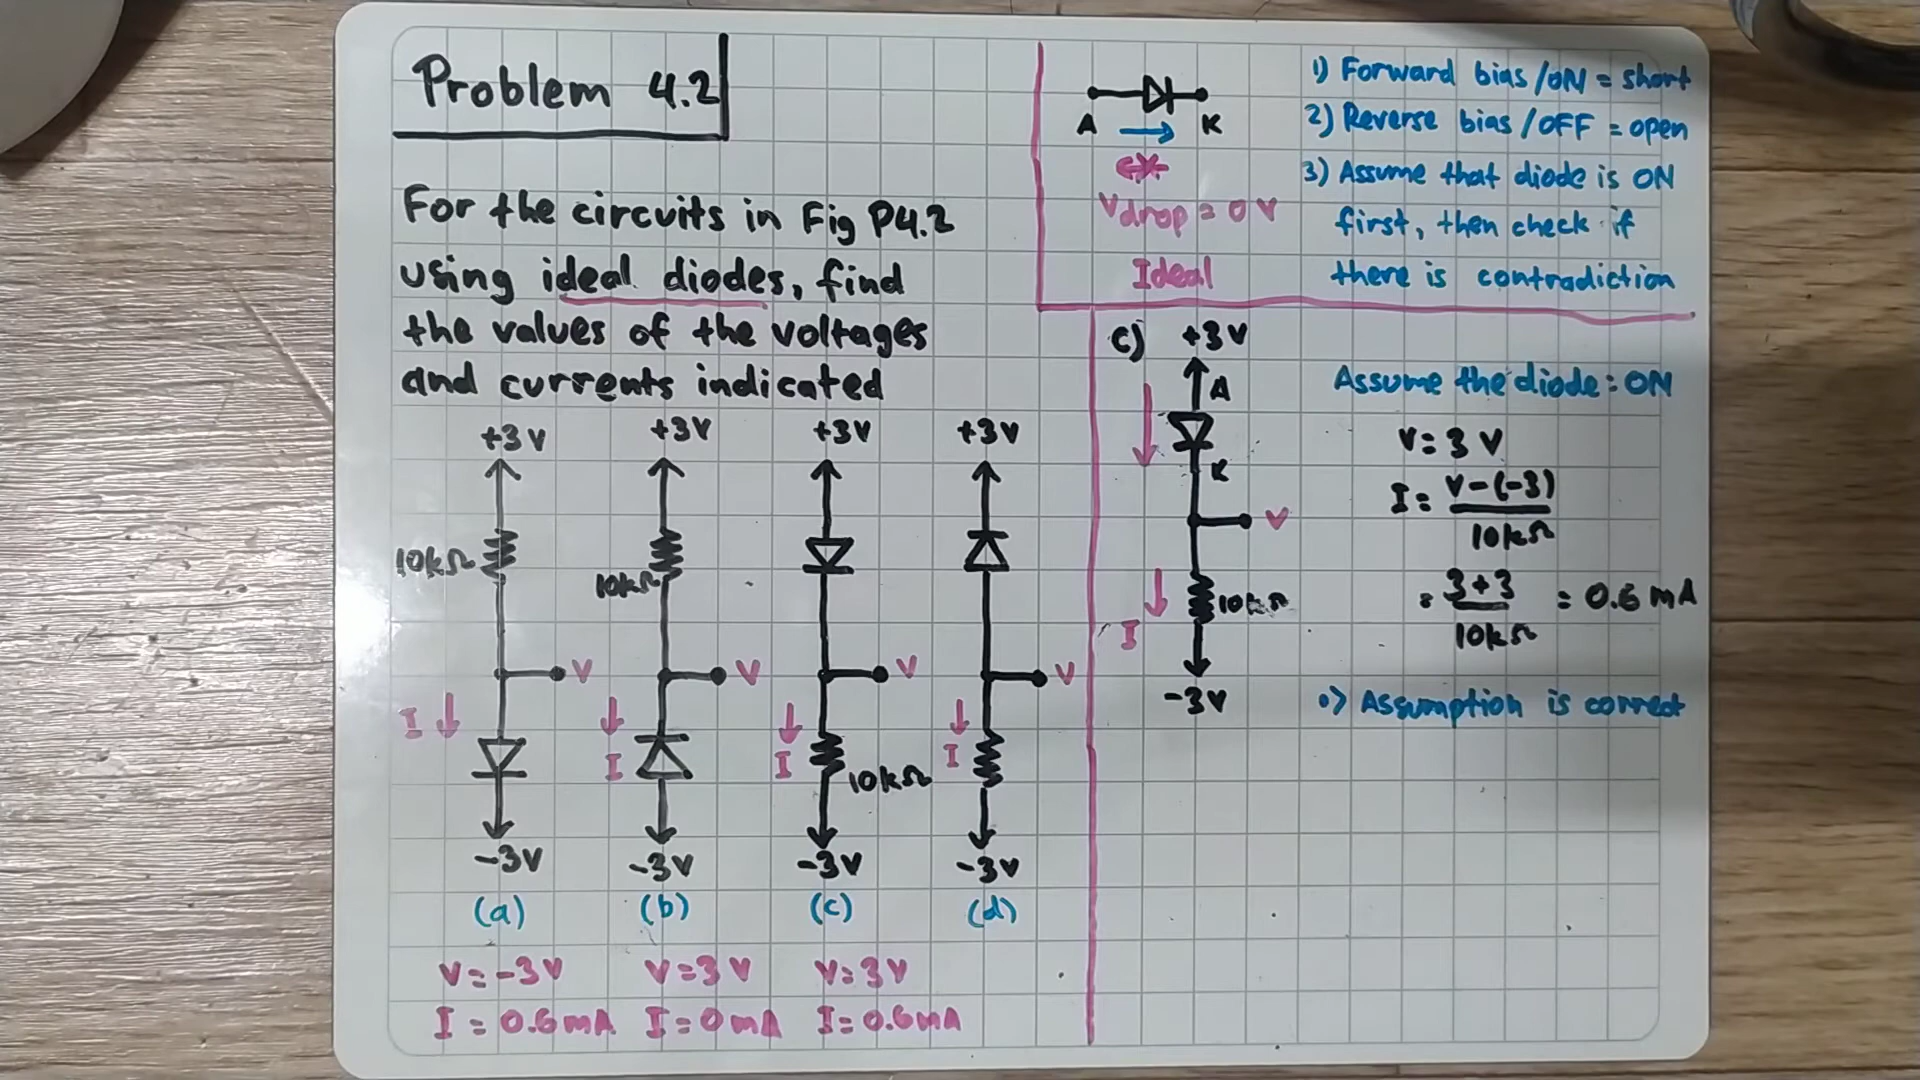 Problem 4.2
For the circuits in Fig P4.2
using ideal diodes, find
the values of the voltages
and currents indicated
+3V +3V +3V +3V
10kΩ 10kΩ
V V V V
I I I I
10kΩ
-3V -3V -3V -3V
(a) (b) (c) (d)
V=-3V V=3V V=3V
I=0.6mA I=0mA I=0.6mA
A K
Vdrop=0V
Ideal
1) Forward bias/ON = short
2) Reverse bias/OFF = open
3) Assume that diode is ON
first, then check if
there is contradiction
c) +3V
A
K
V
10kΩ
I
-3V
Assume the diode: ON
V=3V
I= V-(-3)
10kΩ
= 3+3 = 0.6mA
10kΩ
Assumption is correct